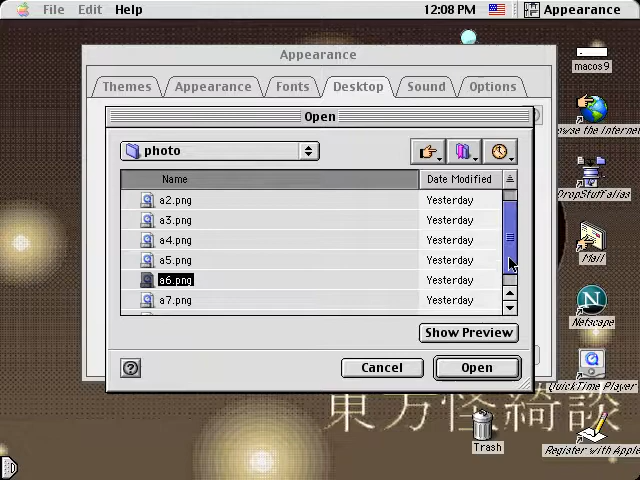 File Edit Help 12:08 PM Appearance
Appearance
Themes Appearance Fonts Desktop Sound Options
Open
photo
Name Date Modified
a2.png Yesterday
a3.png Yesterday
a4.png Yesterday
a5.png Yesterday
a6.png Yesterday
a7.png Yesterday
Show Preview
? Cancel Open
macos9
owse the Internet
DropStuff alias
Mail
N
Netscape
QuickTime Player
東方怪綺談
Trash
Register with Apple